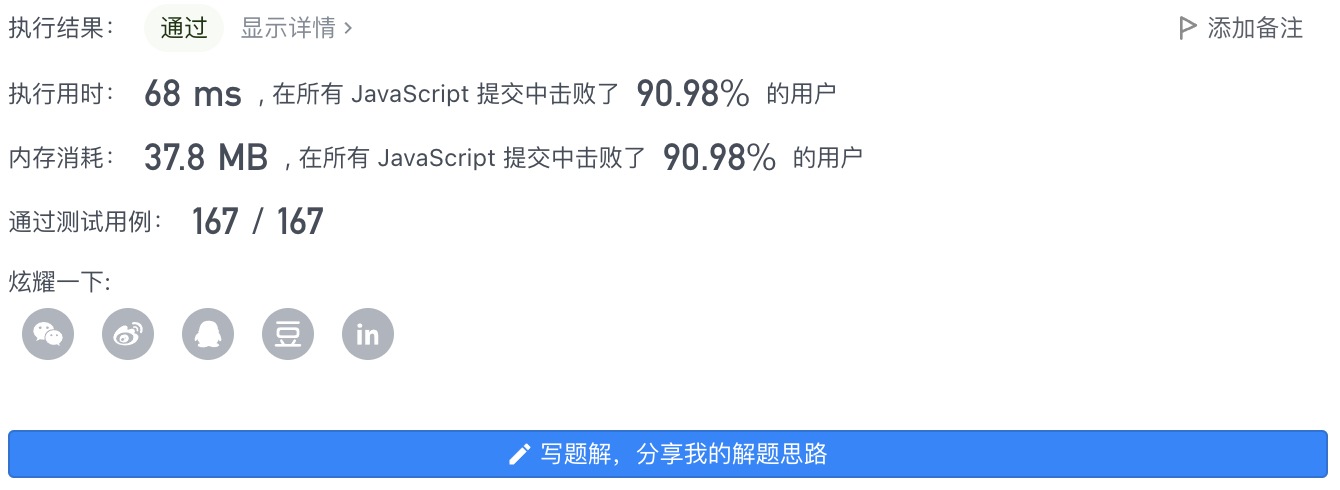 执行结果： 通过 显示详情 > 添加备注
执行用时： 68 ms , 在所有 JavaScript 提交中击败了 90.98% 的用户
内存消耗： 37.8 MB , 在所有 JavaScript 提交中击败了 90.98% 的用户
通过测试用例： 167 / 167
炫耀一下:
豆 in
写题解，分享我的解题思路